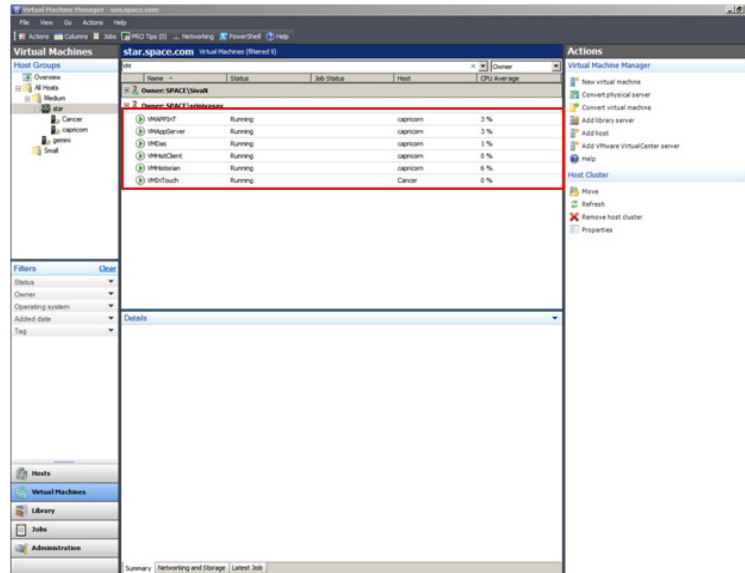 Virtual Machine Manager - ssn.space.com
File View Go Actions Help
Actions Columns Jobs PRO Tips (0) Networking PowerShell Help
Virtual Machines
Host Groups
Overview
All Hosts
Medium
star
Cancer
capricorn
gemini
Small
Filters Clear
Status
Owner
Operating system
Added date
Tag
Hosts
Virtual Machines
Library
Jobs
Administration
star.space.com Virtual Machines (filtered 9)
VM Owner
Name Status Job Status Host CPU Average
Owner: SPACE\SivaN
Owner: SPACE\srinivasav
VMAPPInT Running capricorn 3 %
VMAppServer Running capricorn 3 %
VMDas Running capricorn 1 %
VMHistClient Running capricorn 0 %
VMHistorian Running capricorn 6 %
VMInTouch Running Cancer 0 %
Details
Summary Networking and Storage Latest Job
Actions
Virtual Machine Manager
New virtual machine
Convert physical server
Convert virtual machine
Add library server
Add host
Add VMware VirtualCenter server
Help
Host Cluster
Move
Refresh
Remove host cluster
Properties